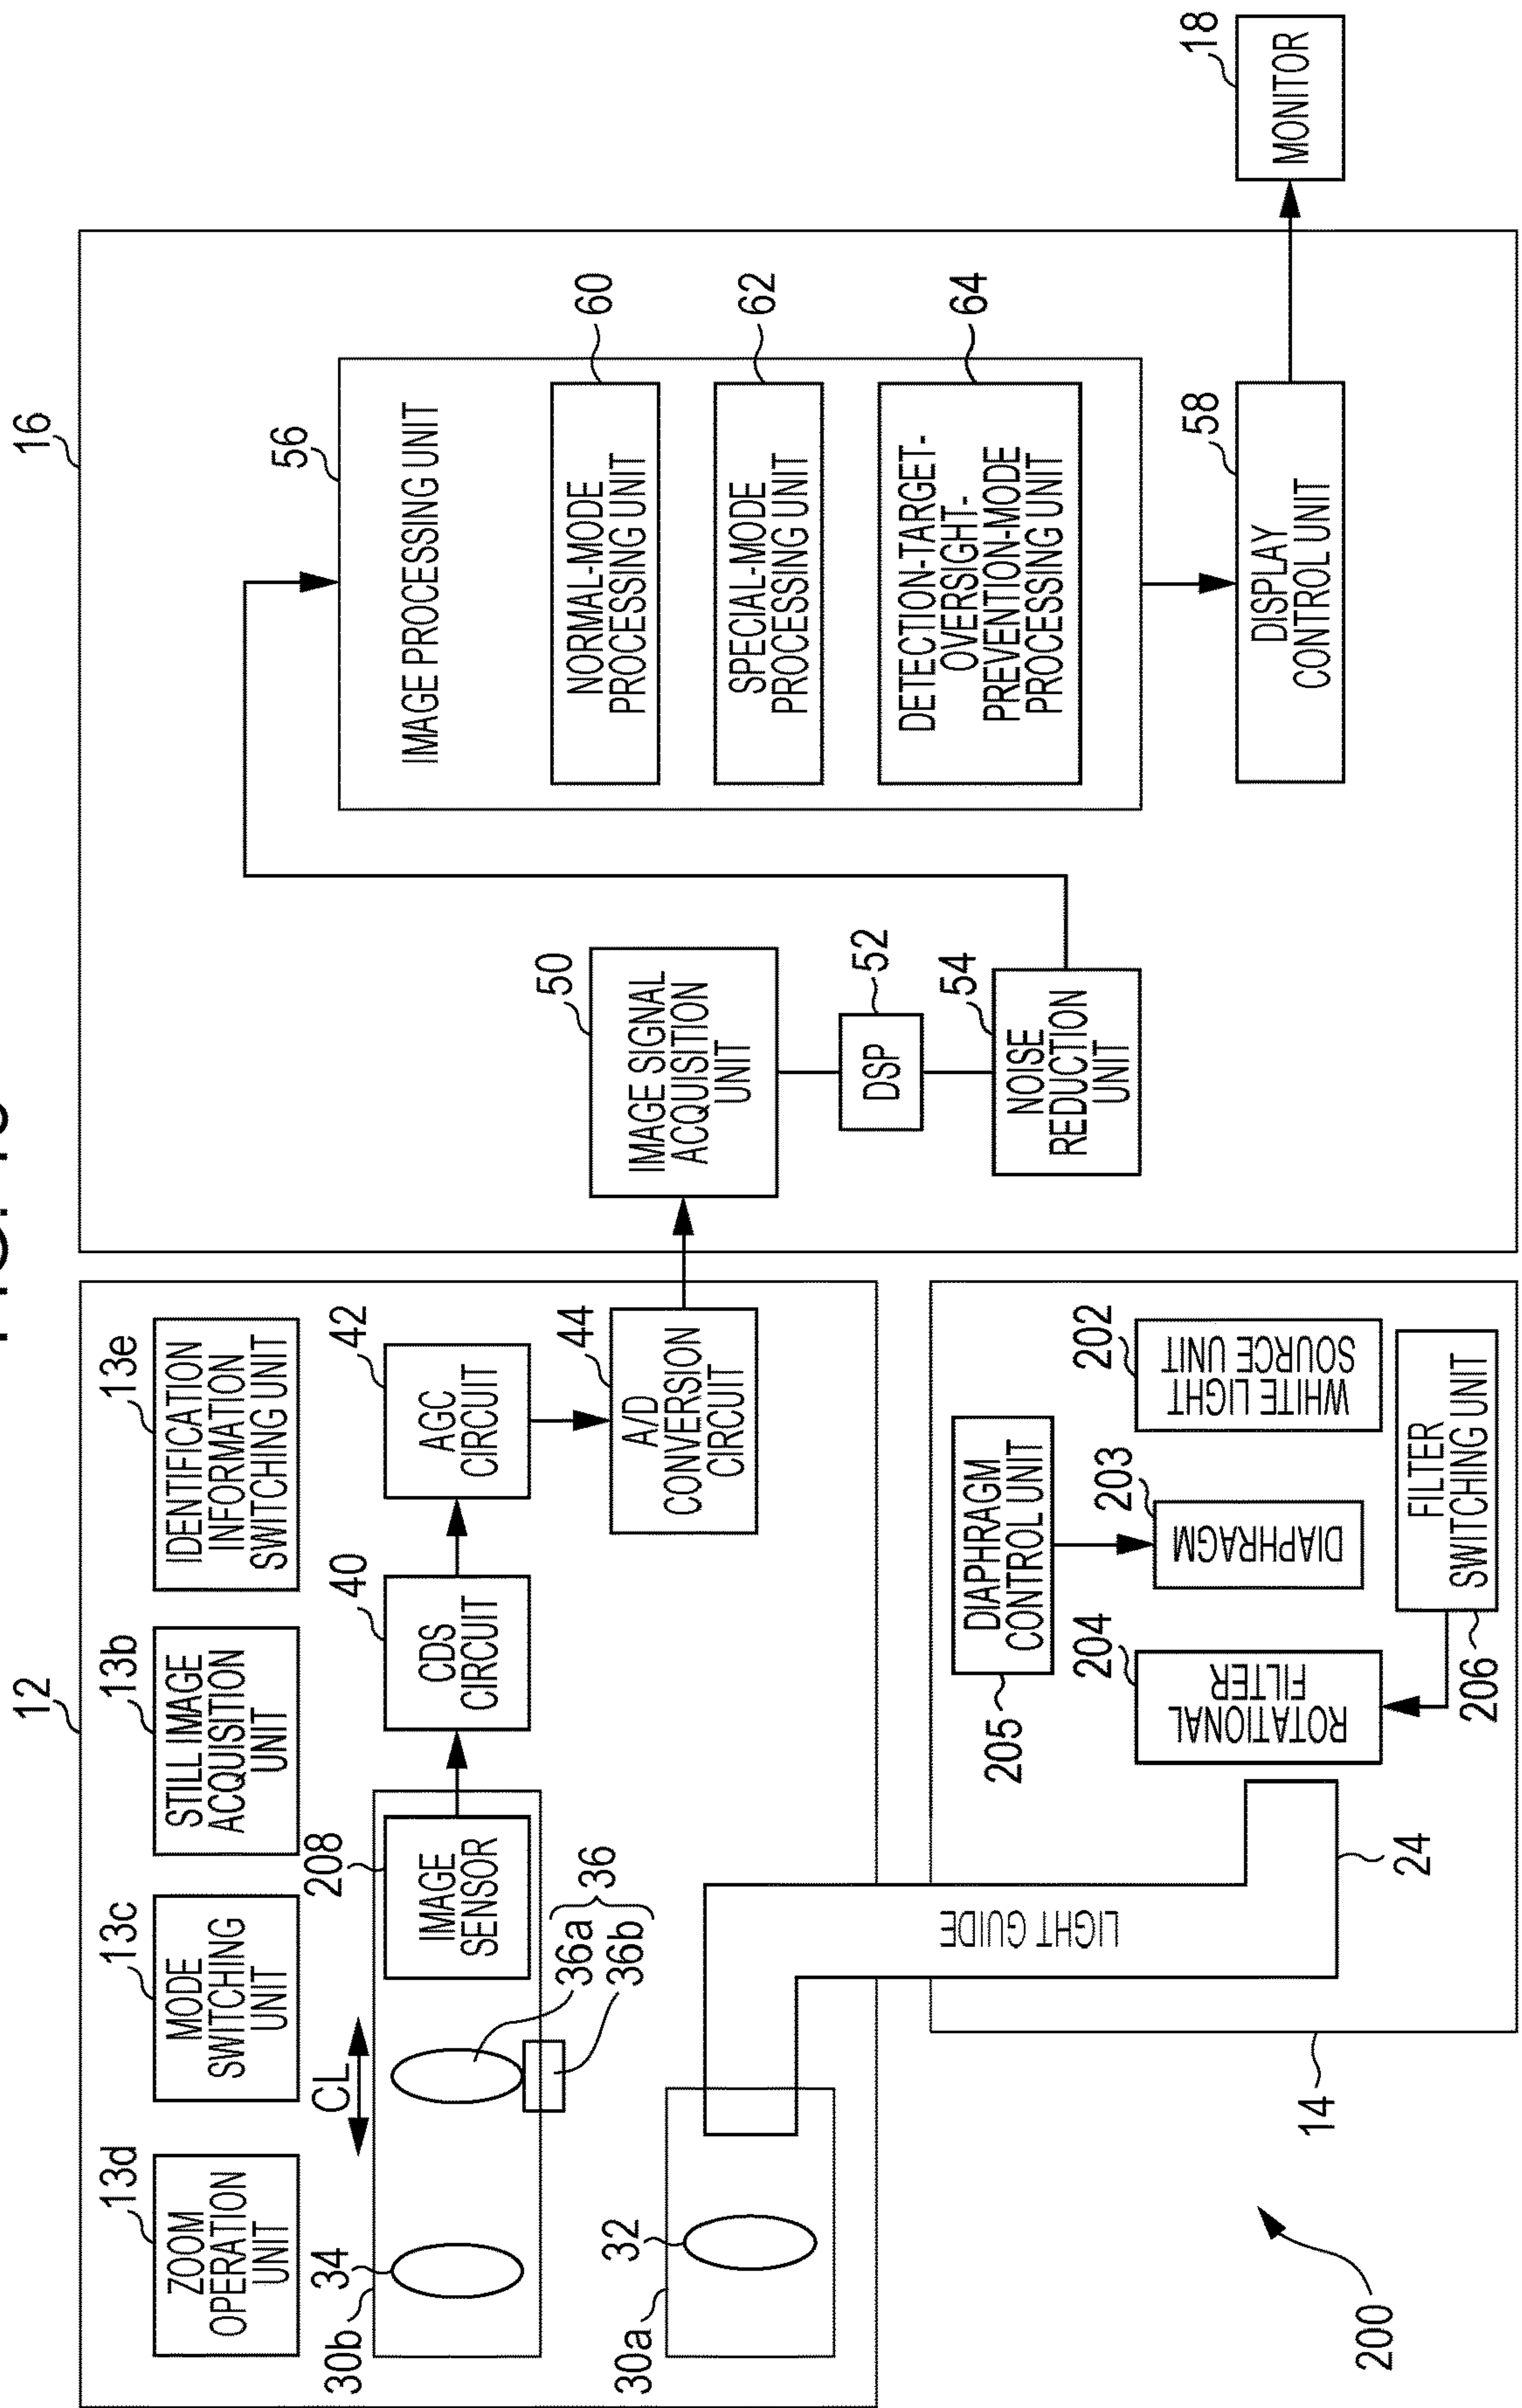 12
13d
ZOOM
OPERATION
UNIT
13c
MODE
SWITCHING
UNIT
13b
STILL IMAGE
ACQUISITION
UNIT
13e
IDENTIFICATION
INFORMATION
SWITCHING UNIT
30b
34
CL
36a
36b
36
208
IMAGE
SENSOR
40
CDS
CIRCUIT
42
AGC
CIRCUIT
44
A/D
CONVERSION
CIRCUIT
30a
32
LIGHT GUIDE
24
14
205
DIAPHRAGM
CONTROL UNIT
204
ROTATIONAL
FILTER
203
DIAPHRAGM
202
WHITE LIGHT
SOURCE UNIT
206
FILTER
SWITCHING UNIT
200
16
50
IMAGE SIGNAL
ACQUISITION
UNIT
52
DSP
54
NOISE
REDUCTION
UNIT
56
IMAGE PROCESSING UNIT
60
NORMAL-MODE
PROCESSING UNIT
62
SPECIAL-MODE
PROCESSING UNIT
64
DETECTION-TARGET-
OVERSIGHT-
PREVENTION-MODE
PROCESSING UNIT
58
DISPLAY
CONTROL UNIT
18
MONITOR